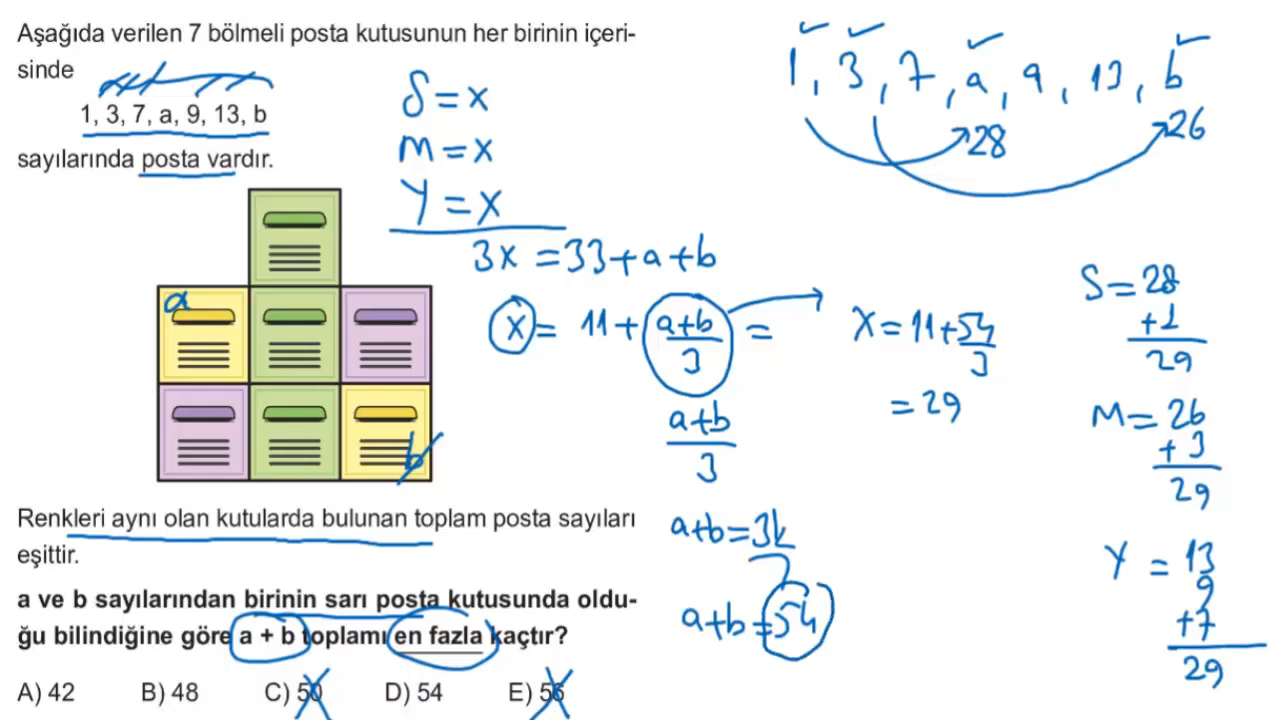 Aşağıda verilen 7 bölmeli posta kutusunun her birinin içeri-
sinde
1, 3, 7, a, 9, 13, b
sayılarında posta vardır.
a
b
Renkleri aynı olan kutularda bulunan toplam posta sayıları
eşittir.
a ve b sayılarından birinin sarı posta kutusunda oldu-
ğu bilindiğine göre a + b toplamı en fazla kaçtır?
A) 42 B) 48 C) 50 D) 54 E) 56
S = x
M = x
Y = x
3x = 33 + a + b
x = 11 + a+b
3
=
a+b
3
a+b = 3k
a+b = 54
1, 3, 7, a, 9, 13, b
28
26
x = 11 + 54
3
= 29
S = 28
+1
29
M = 26
+3
29
Y = 13
9
+7
29